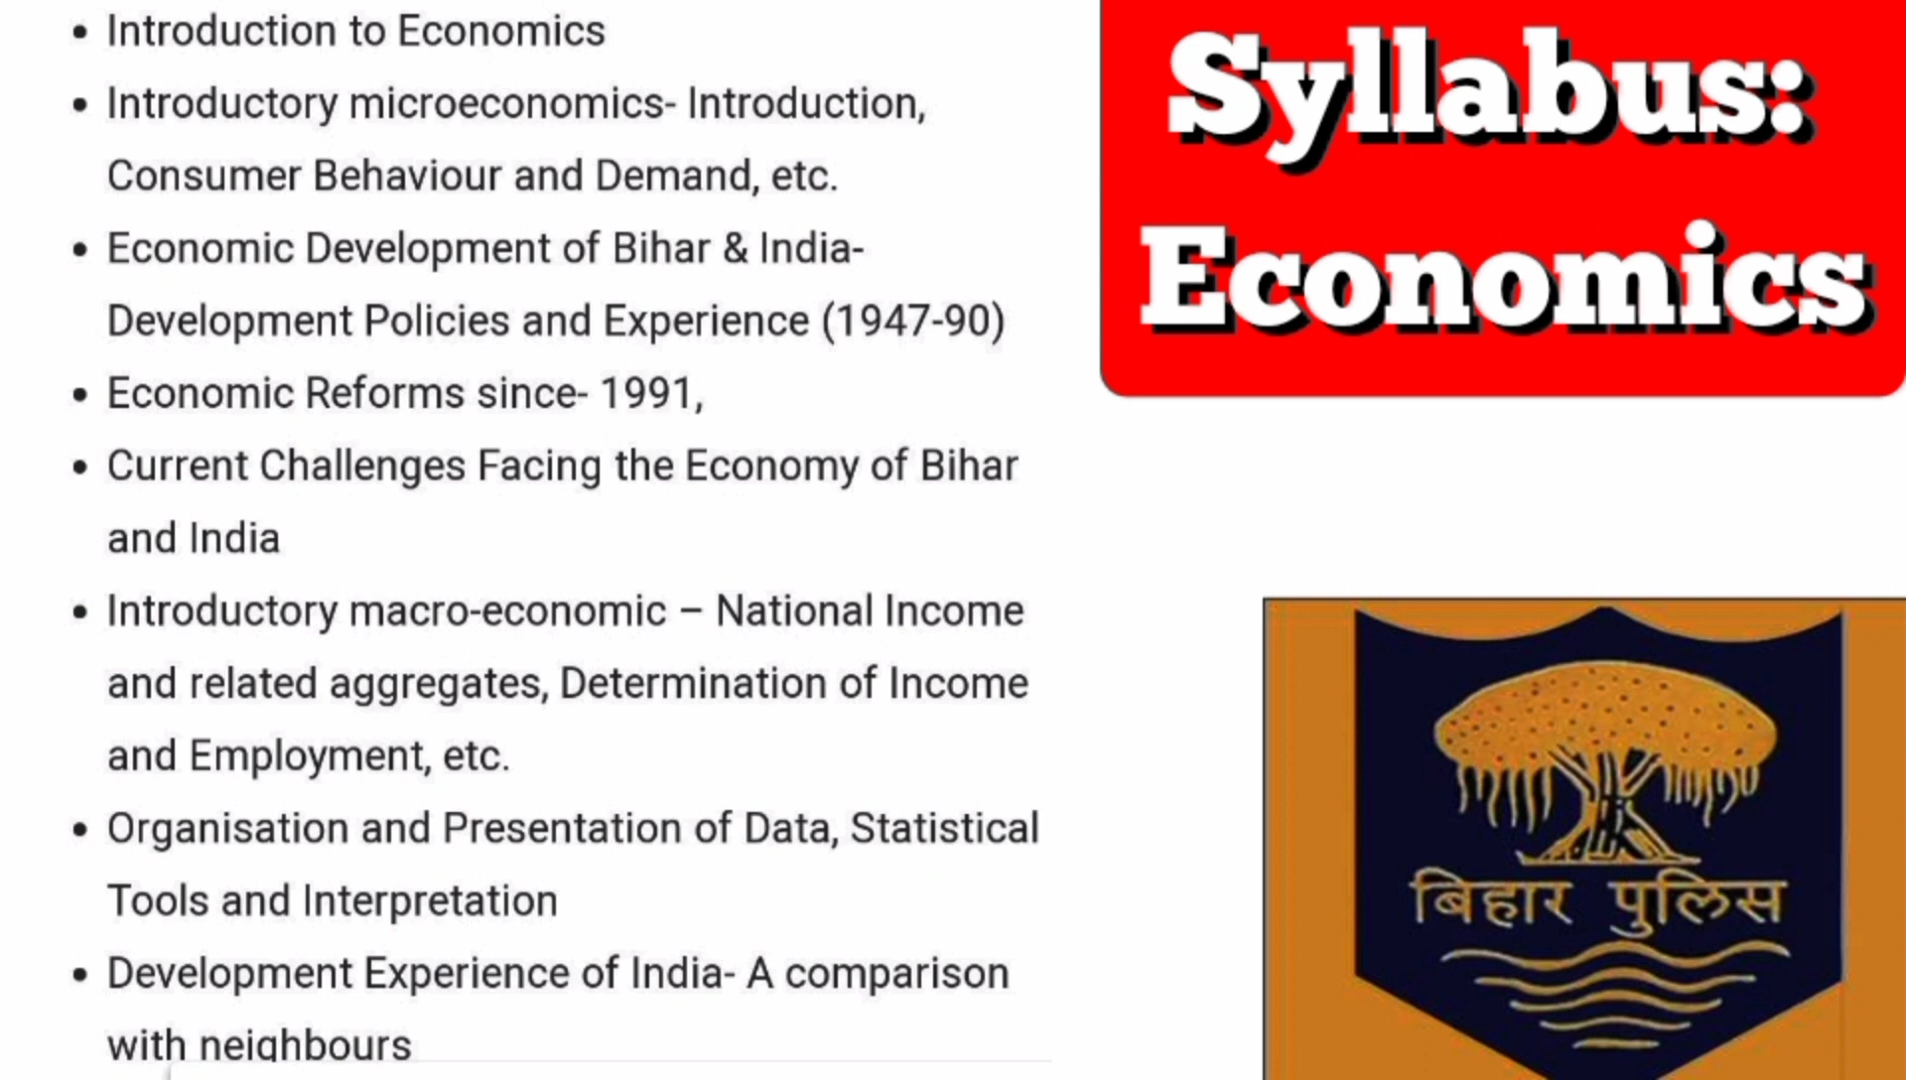 • Introduction to Economics
• Introductory microeconomics- Introduction,
Consumer Behaviour and Demand, etc.
• Economic Development of Bihar & India-
Development Policies and Experience (1947-90)
• Economic Reforms since- 1991,
• Current Challenges Facing the Economy of Bihar
and India
• Introductory macro-economic – National Income
and related aggregates, Determination of Income
and Employment, etc.
• Organisation and Presentation of Data, Statistical
Tools and Interpretation
• Development Experience of India- A comparison
with neighbours
Syllabus:
Economics
बिहार पुलिस